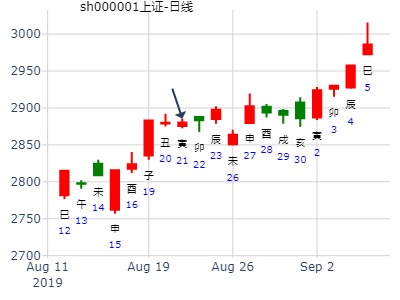 sh000001上证-日线
3000
2950
2900
2850
2800
2750
2700
巳
12
午
13
未
14
申
15
酉
16
子
19
丑
20
寅
21
卯
22
辰
23
未
26
申
27
酉
28
戌
29
亥
30
寅
2
卯
3
辰
4
巳
5
Aug 11
2019
Aug 19
Aug 26
Sep 2